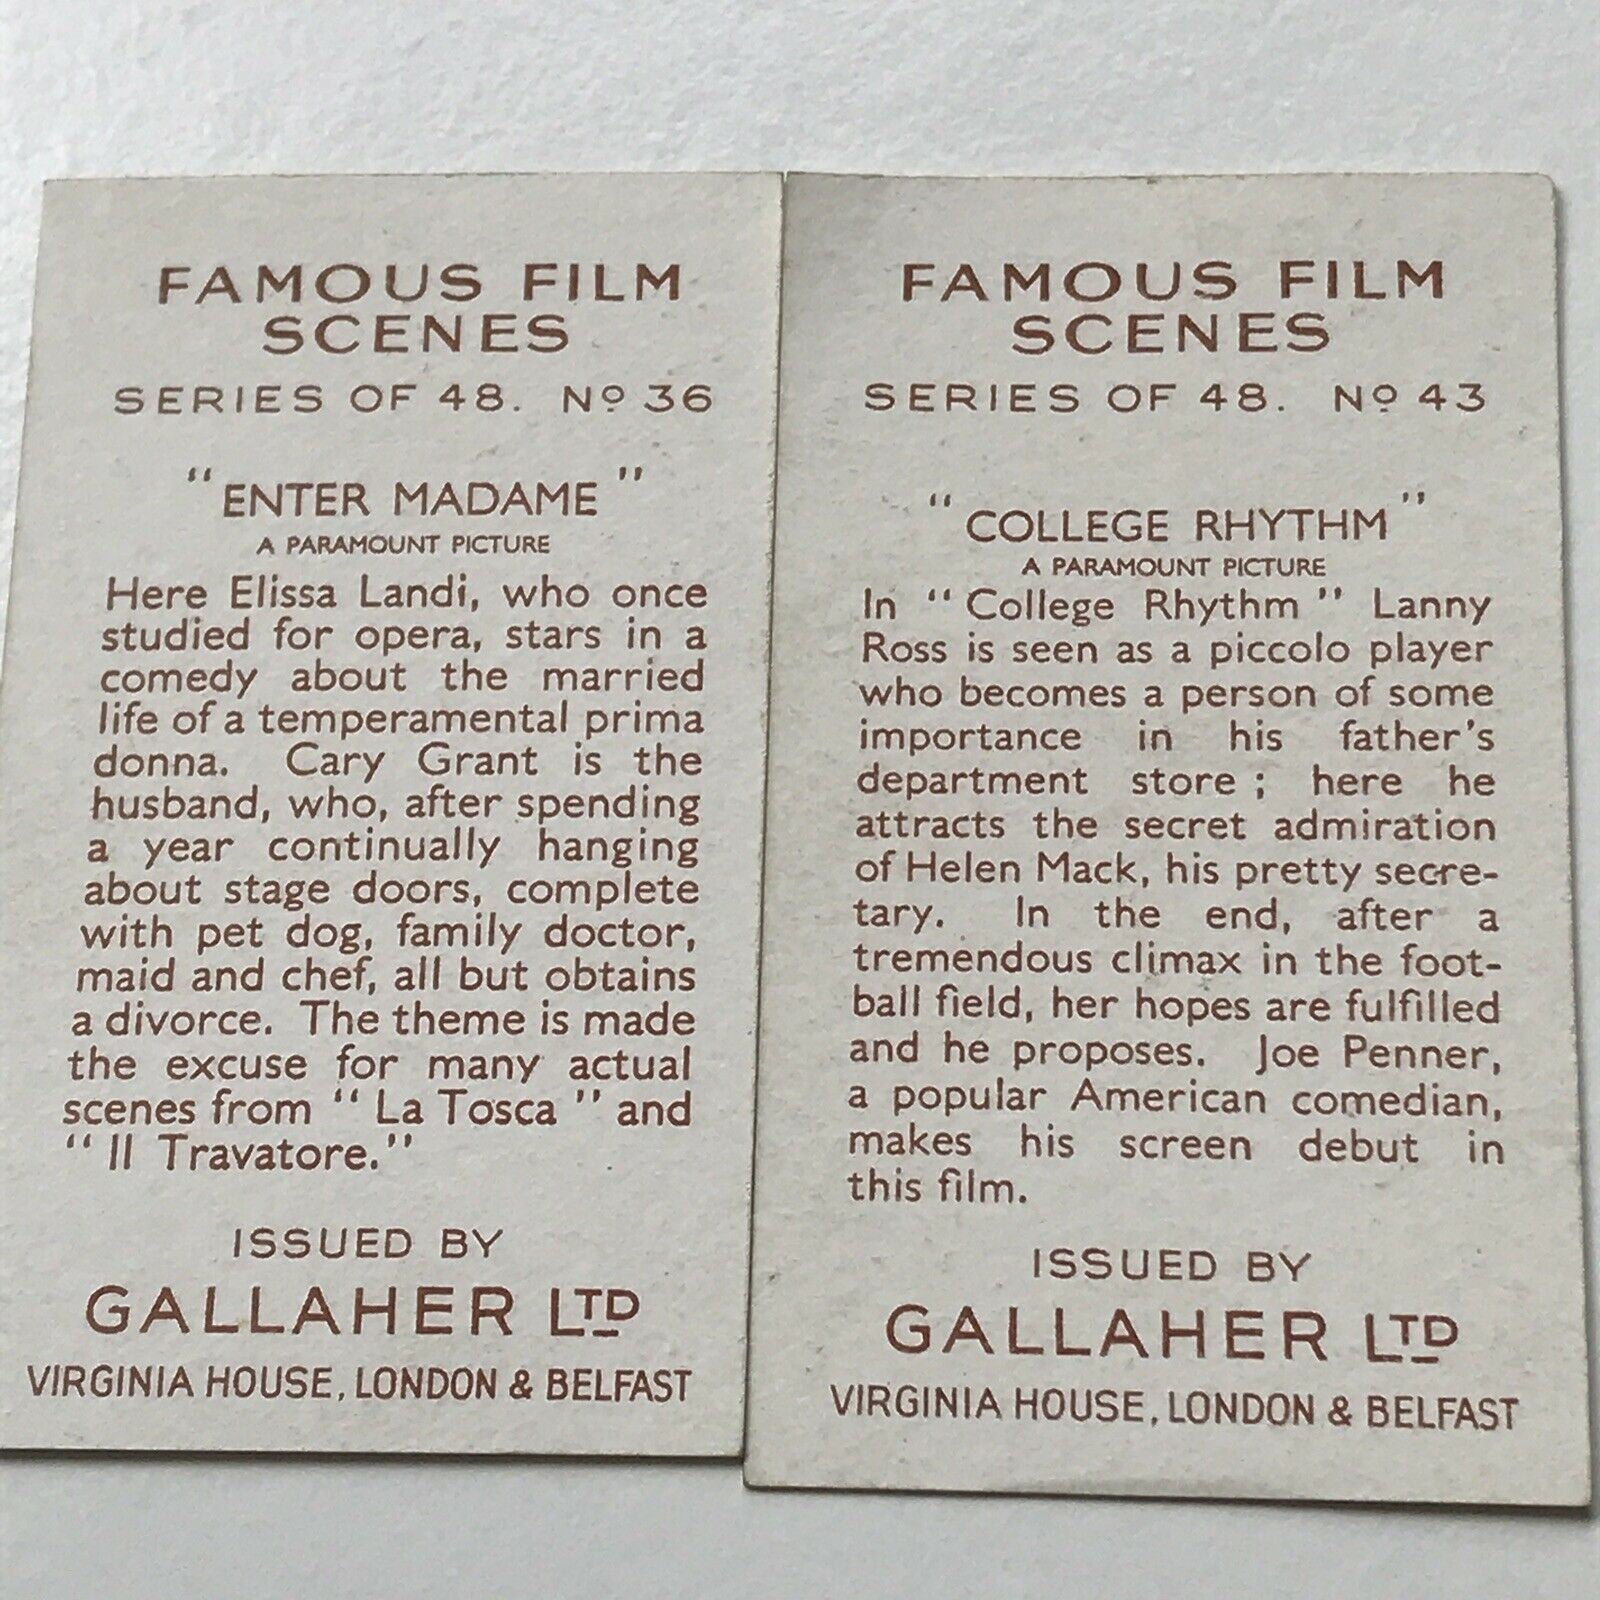 FAMOUS FILM
SCENES
SERIES OF 48. Nº 36
"ENTER MADAME"
A PARAMOUNT PICTURE
Here Elissa Landi, who once
studied for opera, stars in a
comedy about the married
life of a temperamental prima
donna. Cary Grant is the
husband, who, after spending
a year continually hanging
about stage doors, complete
with pet dog, family doctor,
maid and chef, all but obtains
a divorce. The theme is made
the excuse for many actual
scenes from "La Tosca" and
"Il Travatore."
ISSUED BY
GALLAHER LTD
VIRGINIA HOUSE, LONDON & BELFAST
FAMOUS FILM
SCENES
SERIES OF 48. Nº 43
"COLLEGE RHYTHM"
A PARAMOUNT PICTURE
In "College Rhythm" Lanny
Ross is seen as a piccolo player
who becomes a person of some
importance in his father's
department store; here he
attracts the secret admiration
of Helen Mack, his pretty secre-
tary. In the end, after a
tremendous climax in the foot-
ball field, her hopes are fulfilled
and he proposes. Joe Penner,
a popular American comedian,
makes his screen debut in
this film.
ISSUED BY
GALLAHER LTD
VIRGINIA HOUSE, LONDON & BELFAST